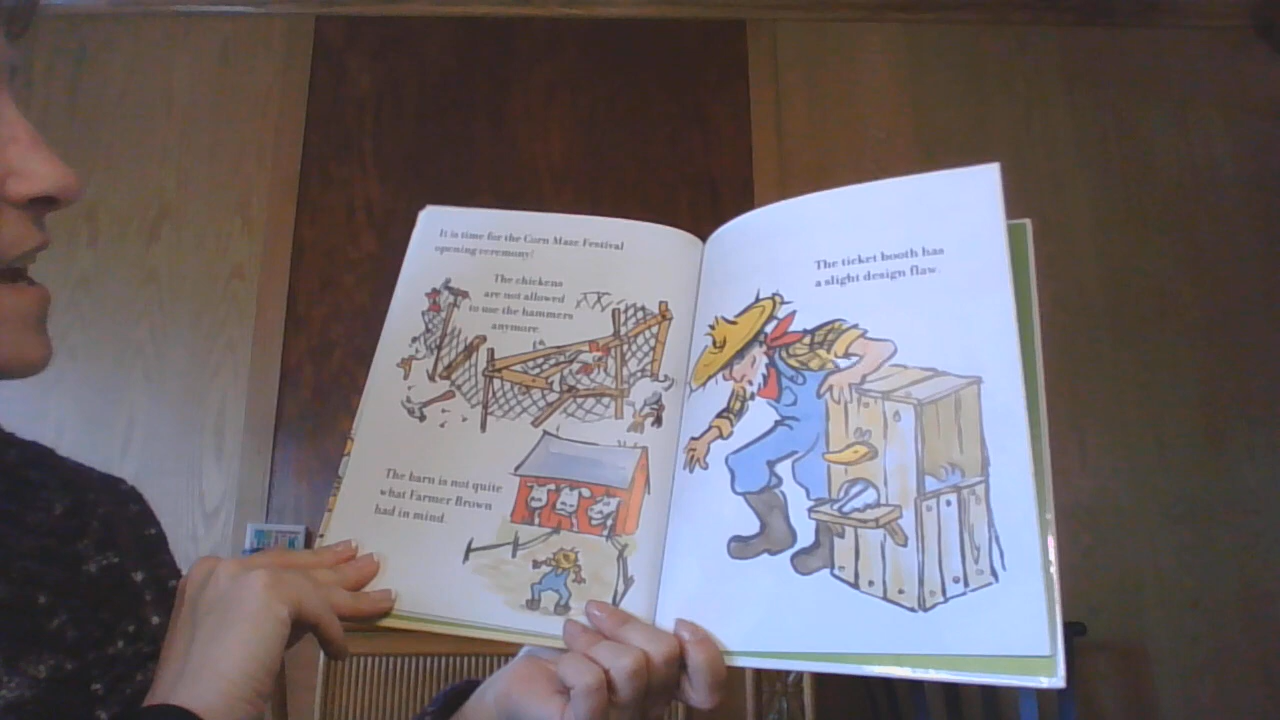 It is time for the Corn Maze Festival
opening ceremony!
The chickens
are not allowed
to use the hammers
anymore.
The barn is not quite
what Farmer Brown
had in mind.
The ticket booth has
a slight design flaw.